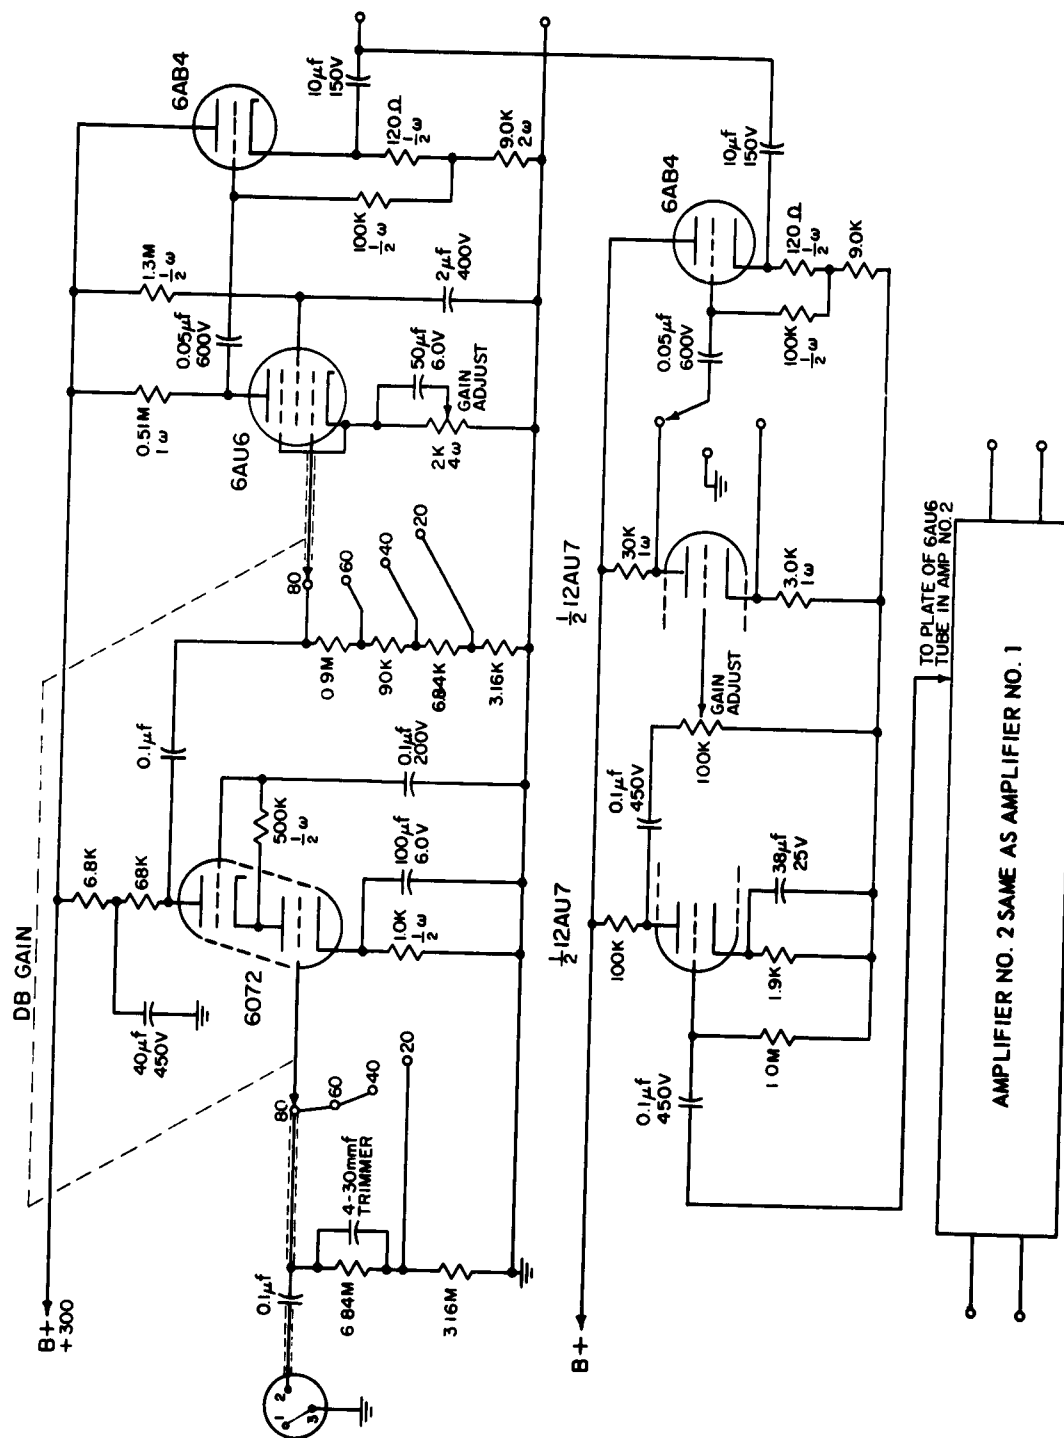 DB GAIN
B+
+300
1
2
3
0.1µf
6.84M
4-30mmf
TRIMMER
3.16M
80
60
40
20
40µf
450V
6.8K
68K
6072
500K
½ω
0.1µf
200V
100µf
6.0V
1.0K
½ω
0.1µf
80
60
40
20
0.9M
90K
6.84K
3.16K
0.51M
1ω
6AU6
0.05µf
600V
1.3M
½ω
50µf
6.0V
GAIN
ADJUST
2K
4ω
2µf
400V
6AB4
100K
½ω
120Ω
½ω
9.0K
2ω
10µf
150V
B+
0.1µf
450V
1.0M
½12AU7
100K
1.9K
38µf
25V
0.1µf
450V
100K
GAIN
ADJUST
½12AU7
30K
1ω
3.0K
1ω
0.05µf
600V
6AB4
100K
½ω
120Ω
½ω
9.0K
10µf
150V
TO PLATE OF 6AU6
TUBE IN AMP NO. 2
AMPLIFIER NO. 2 SAME AS AMPLIFIER NO. 1